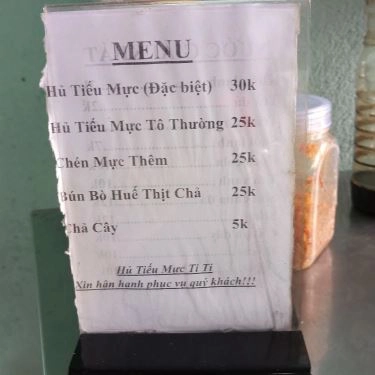 MENU
Hủ Tiếu Mực (Đặc biệt) 30k
Hủ Tiếu Mực Tô Thường 25k
Chén Mực Thêm 25k
Bún Bò Huế Thịt Chả 25k
Chả Cây 5k
Hủ Tiếu Mực Ti Ti
Xin hân hanh phục vụ quý khách!!!